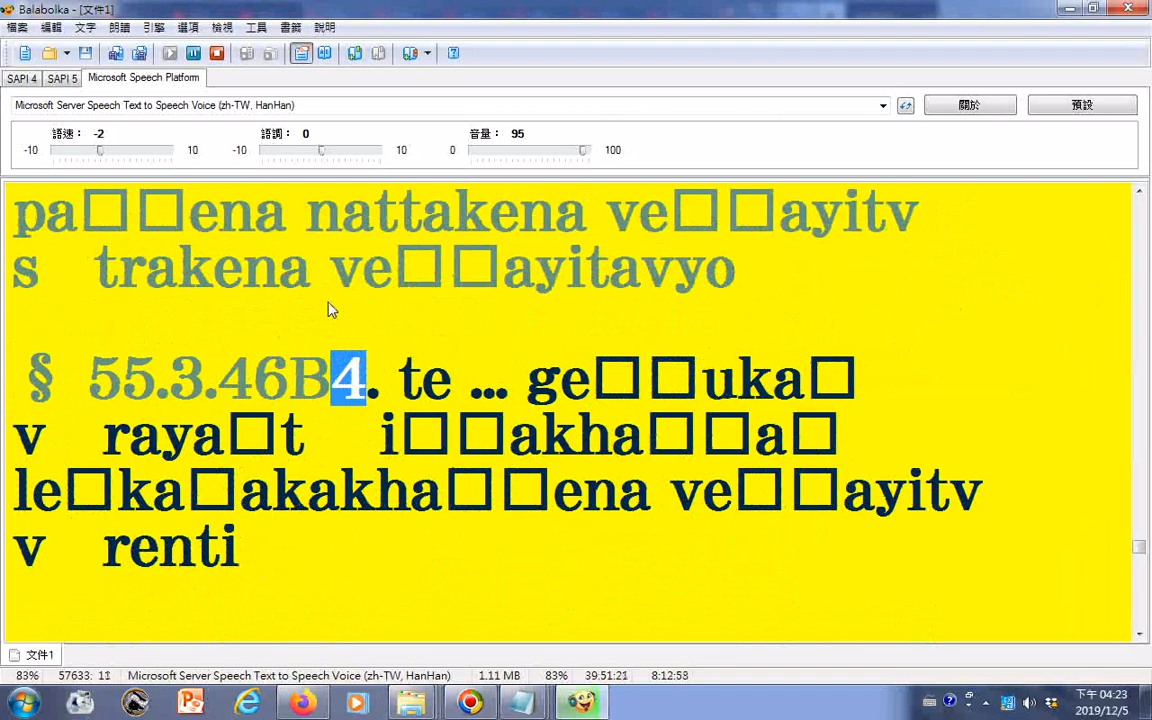 Balabolka - [文件1]
檔案 編輯 文字 朗讀 引擎 選項 檢視 工具 書籤 說明
SAPI 4 SAPI 5 Microsoft Speech Platform
Microsoft Server Speech Text to Speech Voice (zh-TW, HanHan) 關於 預設
語速： -2 語調： 0 音量： 95
-10 10 -10 10 0 100
pa□□ena nattakena ve□□ayitv
s trakena ve□□ayitavyo
§ 55.3.46B4. te ... ge□□uka□
v raya□t i□□akha□□a□
le□ka□akakha□□ena ve□□ayitv
v renti
文件1
83% 57633: 11 Microsoft Server Speech Text to Speech Voice (zh-TW, HanHan) 1.11 MB 83% 39:51:21 8:12:58
下午 04:23
2019/12/5